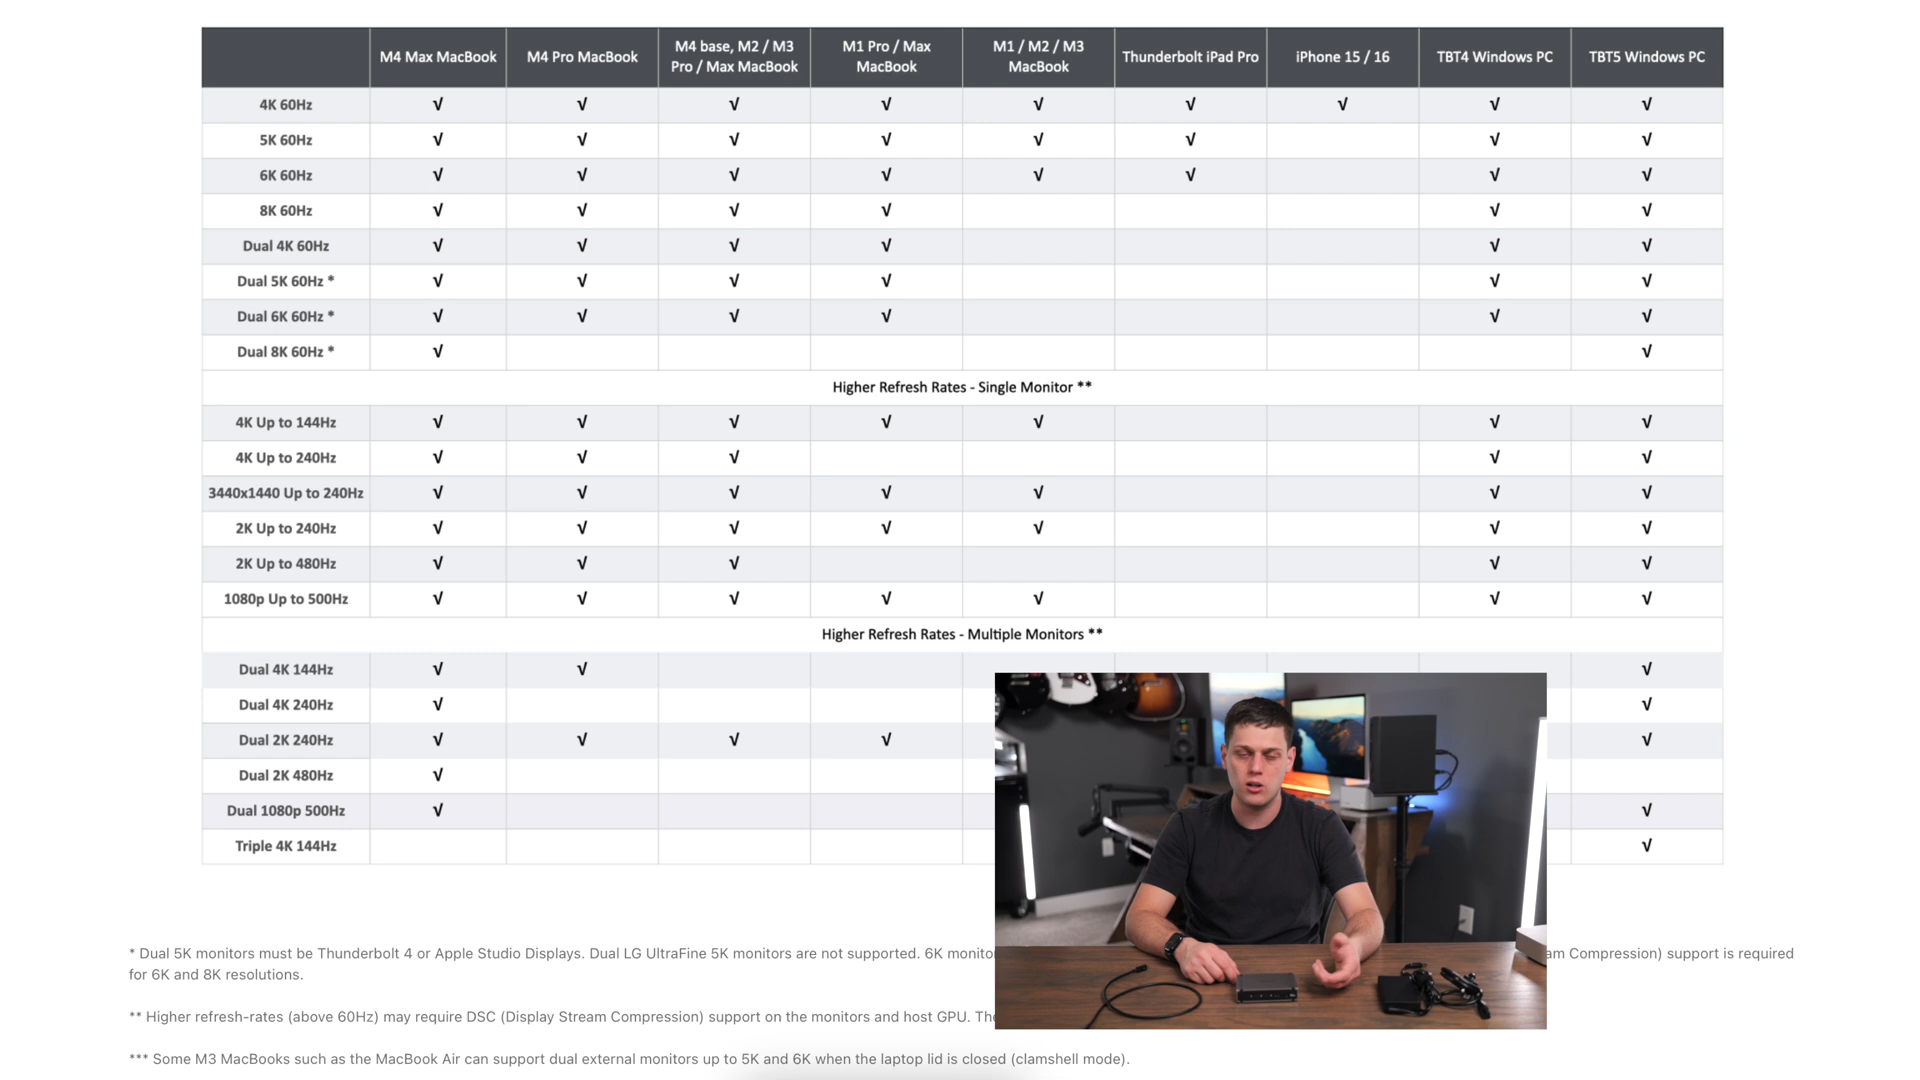 M4 Max MacBook M4 Pro MacBook M4 base, M2 / M3 Pro / Max MacBook M1 Pro / Max MacBook M1 / M2 / M3 MacBook Thunderbolt iPad Pro iPhone 15 / 16 TBT4 Windows PC TBT5 Windows PC
4K 60Hz √ √ √ √ √ √ √ √ √
5K 60Hz √ √ √ √ √ √ √ √
6K 60Hz √ √ √ √ √ √ √ √
8K 60Hz √ √ √ √ √ √
Dual 4K 60Hz √ √ √ √ √ √
Dual 5K 60Hz * √ √ √ √ √ √
Dual 6K 60Hz * √ √ √ √ √ √
Dual 8K 60Hz * √ √
Higher Refresh Rates - Single Monitor **
4K Up to 144Hz √ √ √ √ √ √ √
4K Up to 240Hz √ √ √ √ √
3440x1440 Up to 240Hz √ √ √ √ √ √ √
2K Up to 240Hz √ √ √ √ √ √ √
2K Up to 480Hz √ √ √ √ √
1080p Up to 500Hz √ √ √ √ √ √ √
Higher Refresh Rates - Multiple Monitors **
Dual 4K 144Hz √ √ √
Dual 4K 240Hz √ √
Dual 2K 240Hz √ √ √ √ √
Dual 2K 480Hz √
Dual 1080p 500Hz √ √
Triple 4K 144Hz √
* Dual 5K monitors must be Thunderbolt 4 or Apple Studio Displays. Dual LG UltraFine 5K monitors are not supported. 6K Compression) support is required
for 6K and 8K resolutions.
** Higher refresh-rates (above 60Hz) may require DSC (Display Stream Compression) support on the monitors and host GPU.
*** Some M3 MacBooks such as the MacBook Air can support dual external monitors up to 5K and 6K when the laptop lid is closed (clamshell mode).